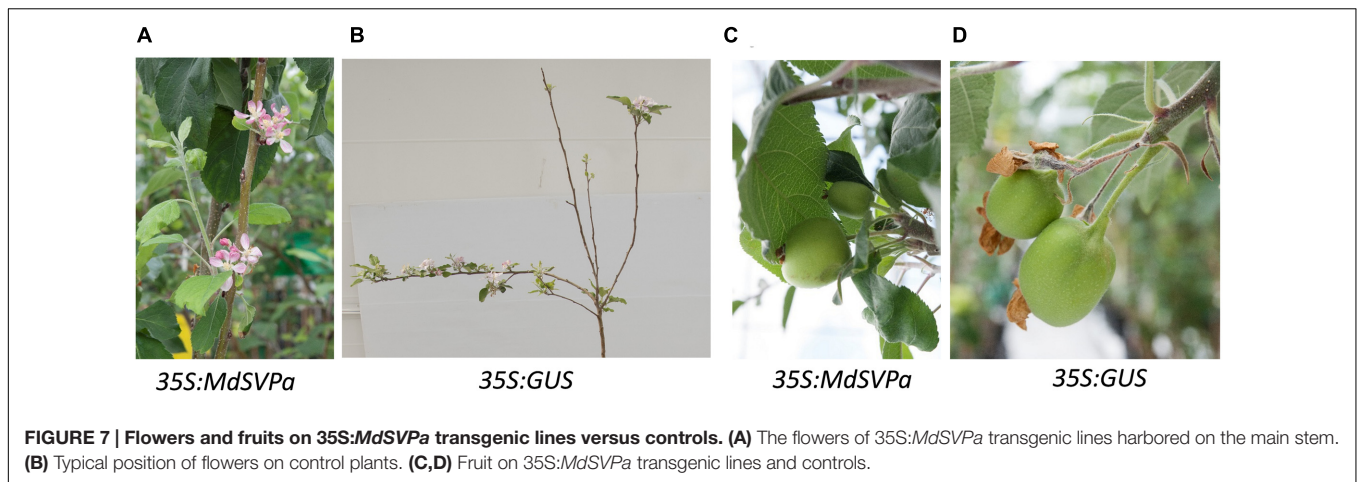 A B C D
35S:MdSVPa 35S:GUS 35S:MdSVPa 35S:GUS
FIGURE 7 | Flowers and fruits on 35S:MdSVPa transgenic lines versus controls. (A) The flowers of 35S:MdSVPa transgenic lines harbored on the main stem.
(B) Typical position of flowers on control plants. (C,D) Fruit on 35S:MdSVPa transgenic lines and controls.